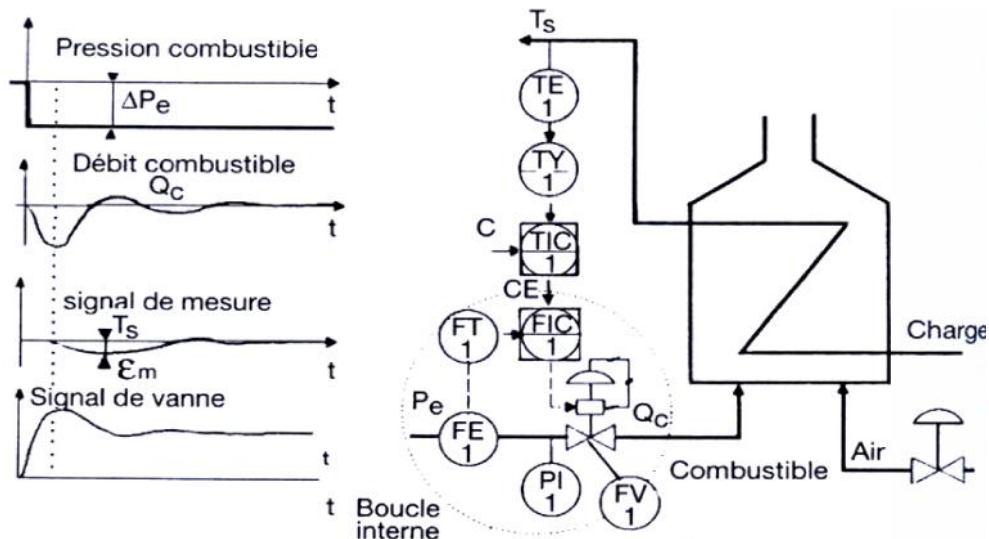 Pression combustible
ΔPe
t
Débit combustible
Qc
t
signal de mesure
Ts
εm
t
Signal de vanne
t
t
Ts
TE
1
TY
1
C
TIC
1
CE
FT
1
FIC
1
Pe
FE
1
Qc
PI
1
FV
1
Boucle
interne
Combustible
Air
Charge